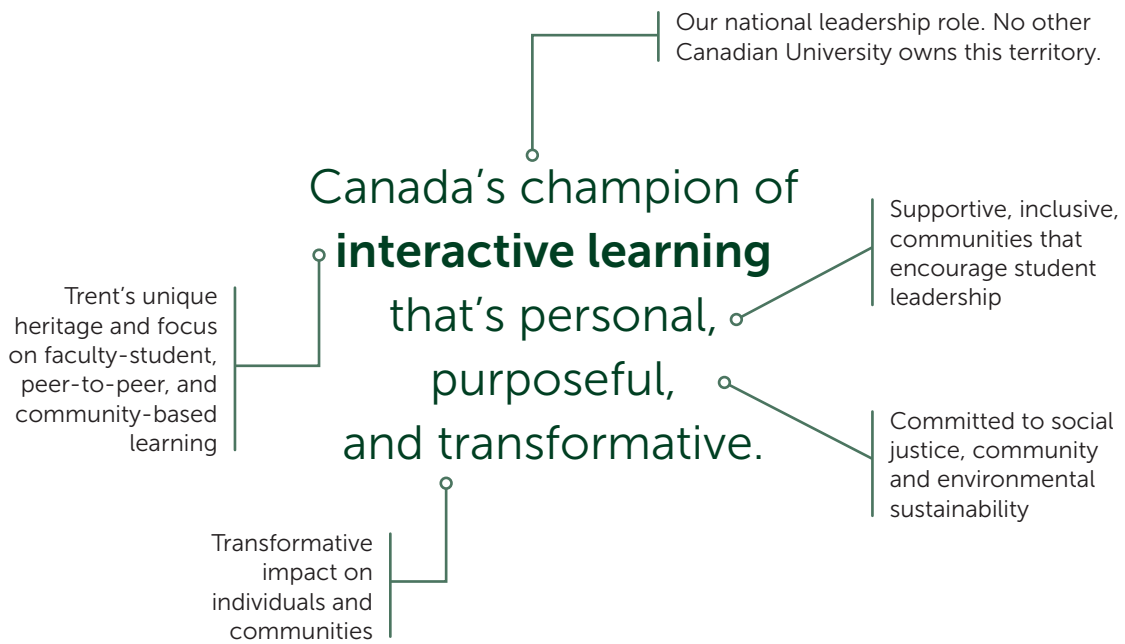 Our national leadership role. No other
Canadian University owns this territory.
Canada’s champion of
interactive learning
that’s personal,
purposeful,
and transformative.
Supportive, inclusive,
communities that
encourage student
leadership
Trent’s unique
heritage and focus
on faculty-student,
peer-to-peer, and
community-based
learning
Committed to social
justice, community
and environmental
sustainability
Transformative
impact on
individuals and
communities